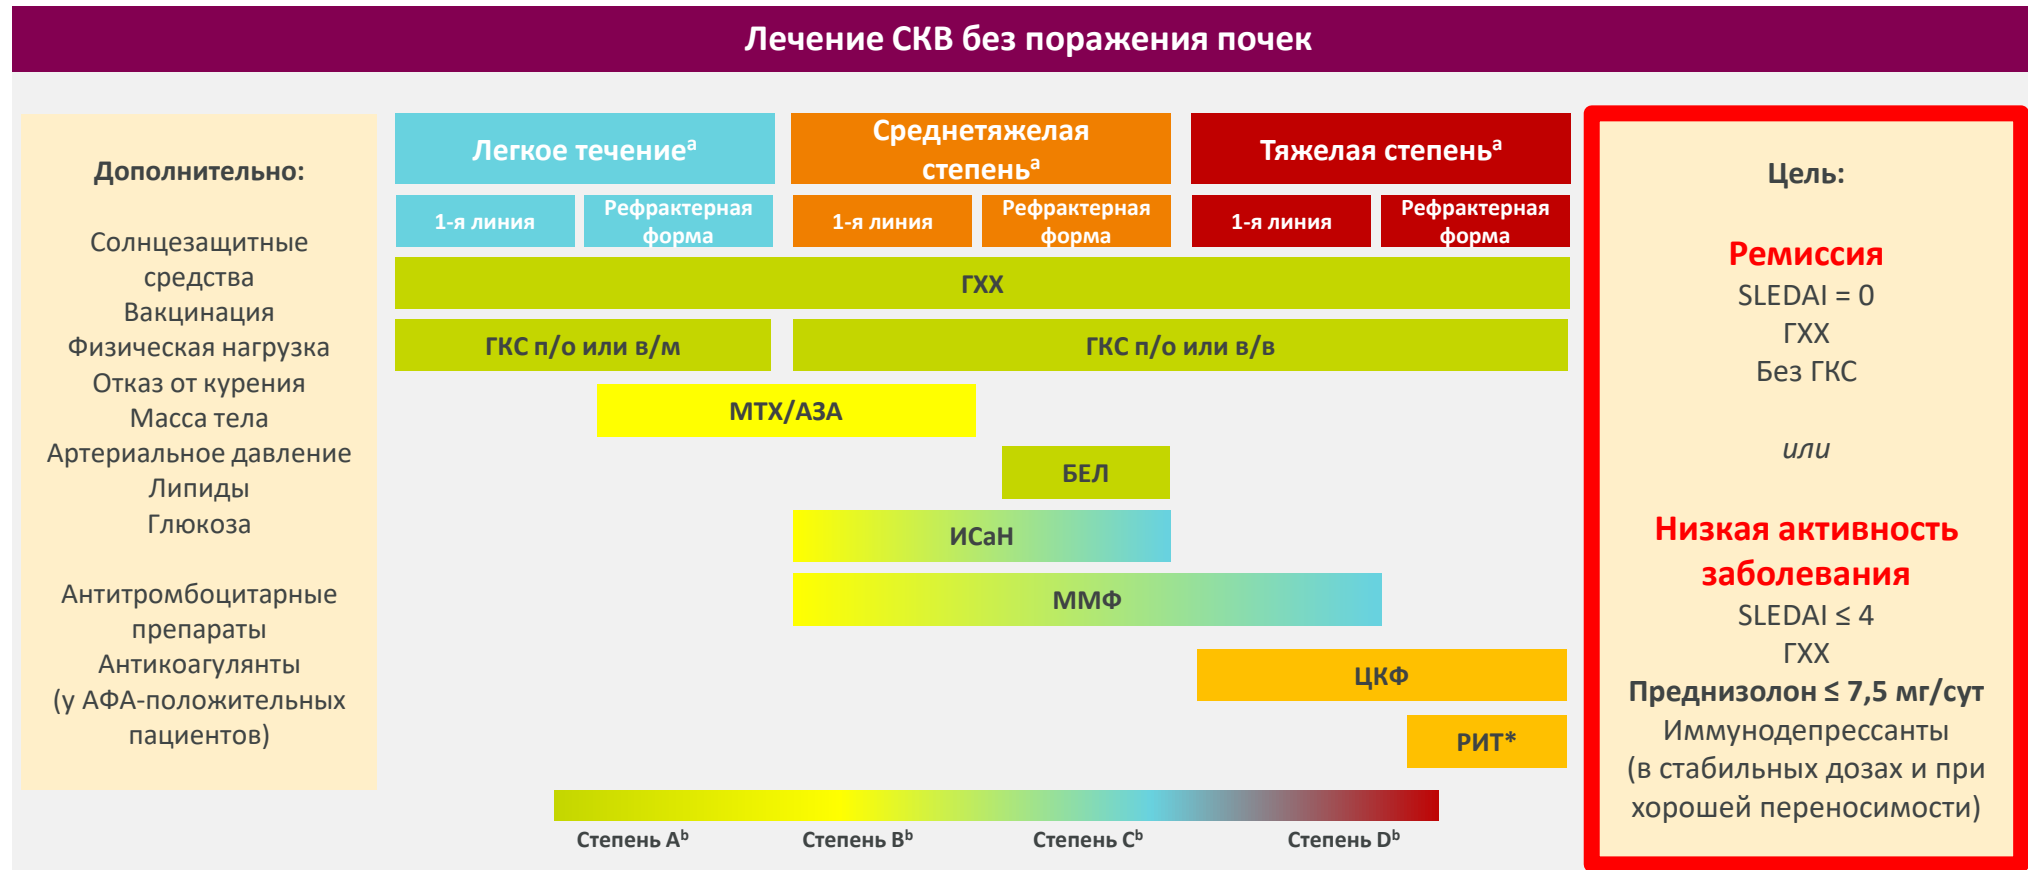 Лечение СКВ без поражения почек
Дополнительно:
Солнцезащитные
средства
Вакцинация
Физическая нагрузка
Отказ от курения
Масса тела
Артериальное давление
Липиды
Глюкоза
Антитромбоцитарные
препараты
Антикоагулянты
(у АФА-положительных
пациентов)
Легкое течениеᵃ
Среднетяжелая
степеньᵃ
Тяжелая степеньᵃ
1-я линия
Рефрактерная
форма
1-я линия
Рефрактерная
форма
1-я линия
Рефрактерная
форма
ГХХ
ГКС п/о или в/м
ГКС п/о или в/в
МТХ/АЗА
БЕЛ
ИСаН
ММФ
ЦКФ
РИТ*
Степень Aᵇ
Степень Bᵇ
Степень Cᵇ
Степень Dᵇ
Цель:
Ремиссия
SLEDAI = 0
ГХХ
Без ГКС
или
Низкая активность
заболевания
SLEDAI ≤ 4
ГХХ
Преднизолон ≤ 7,5 мг/сут
Иммунодепрессанты
(в стабильных дозах и при
хорошей переносимости)